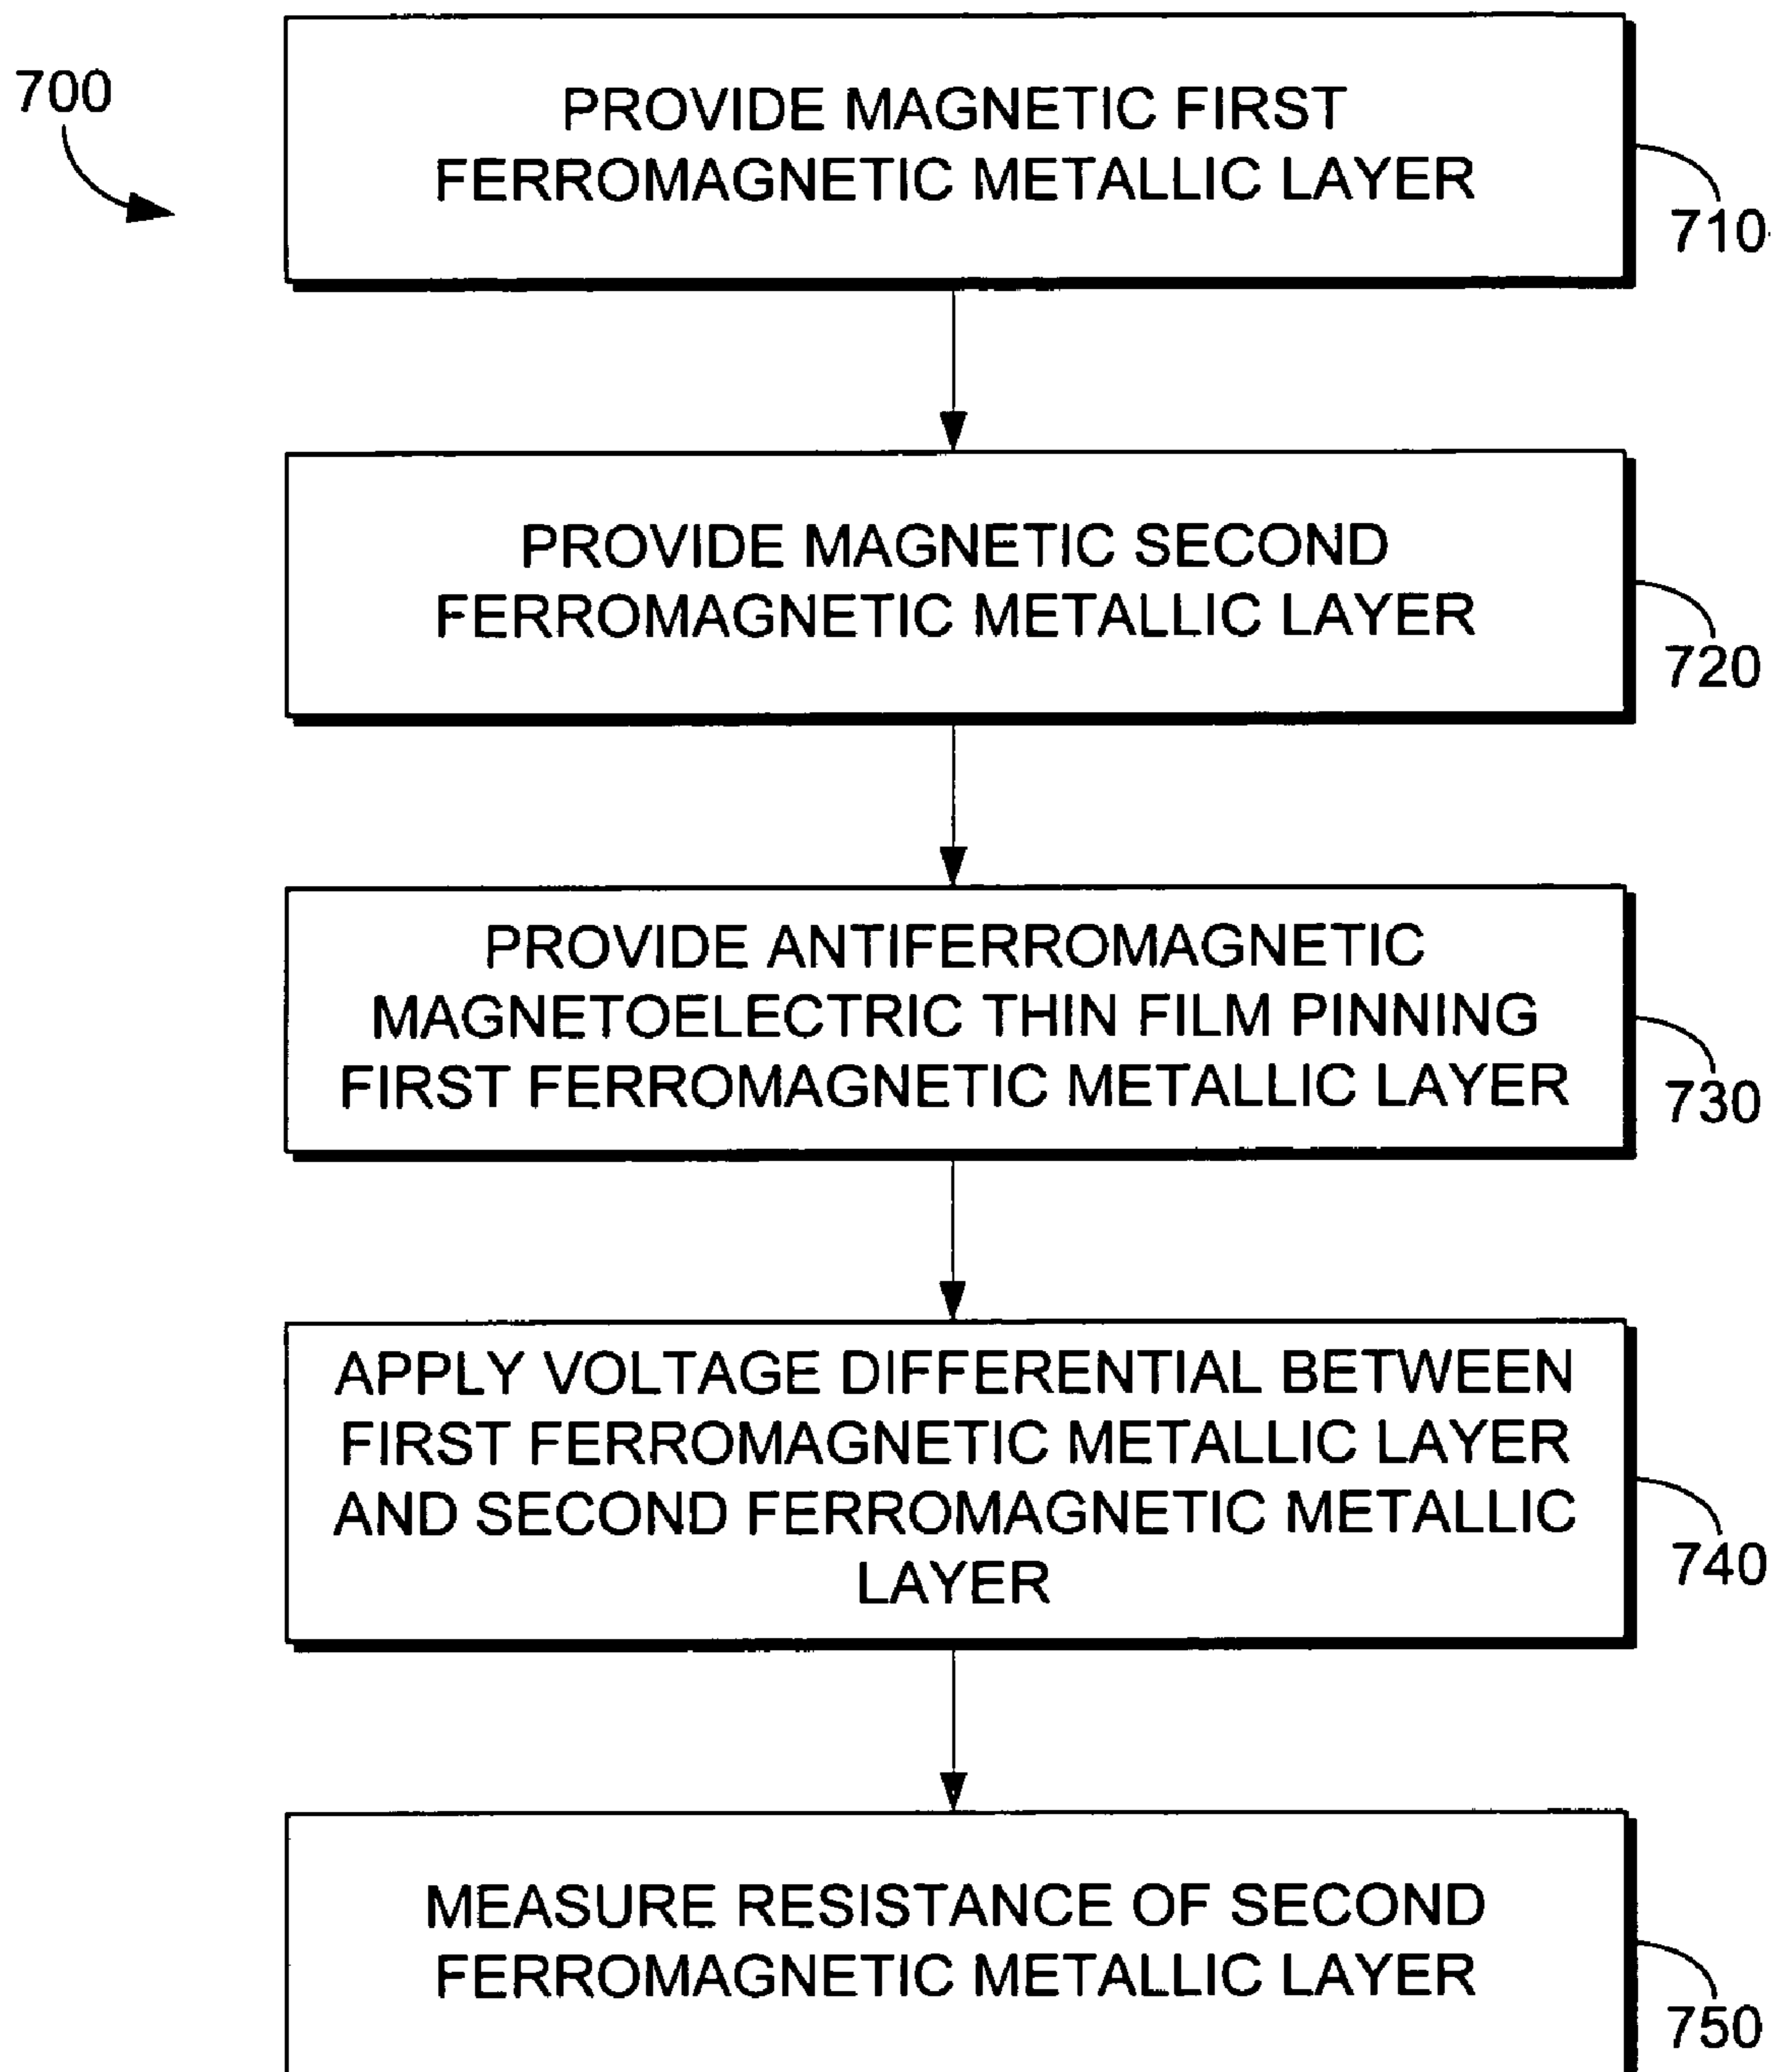 700
PROVIDE MAGNETIC FIRST
FERROMAGNETIC METALLIC LAYER
710
PROVIDE MAGNETIC SECOND
FERROMAGNETIC METALLIC LAYER
720
PROVIDE ANTIFERROMAGNETIC
MAGNETOELECTRIC THIN FILM PINNING
FIRST FERROMAGNETIC METALLIC LAYER
730
APPLY VOLTAGE DIFFERENTIAL BETWEEN
FIRST FERROMAGNETIC METALLIC LAYER
AND SECOND FERROMAGNETIC METALLIC
LAYER
740
MEASURE RESISTANCE OF SECOND
FERROMAGNETIC METALLIC LAYER
750